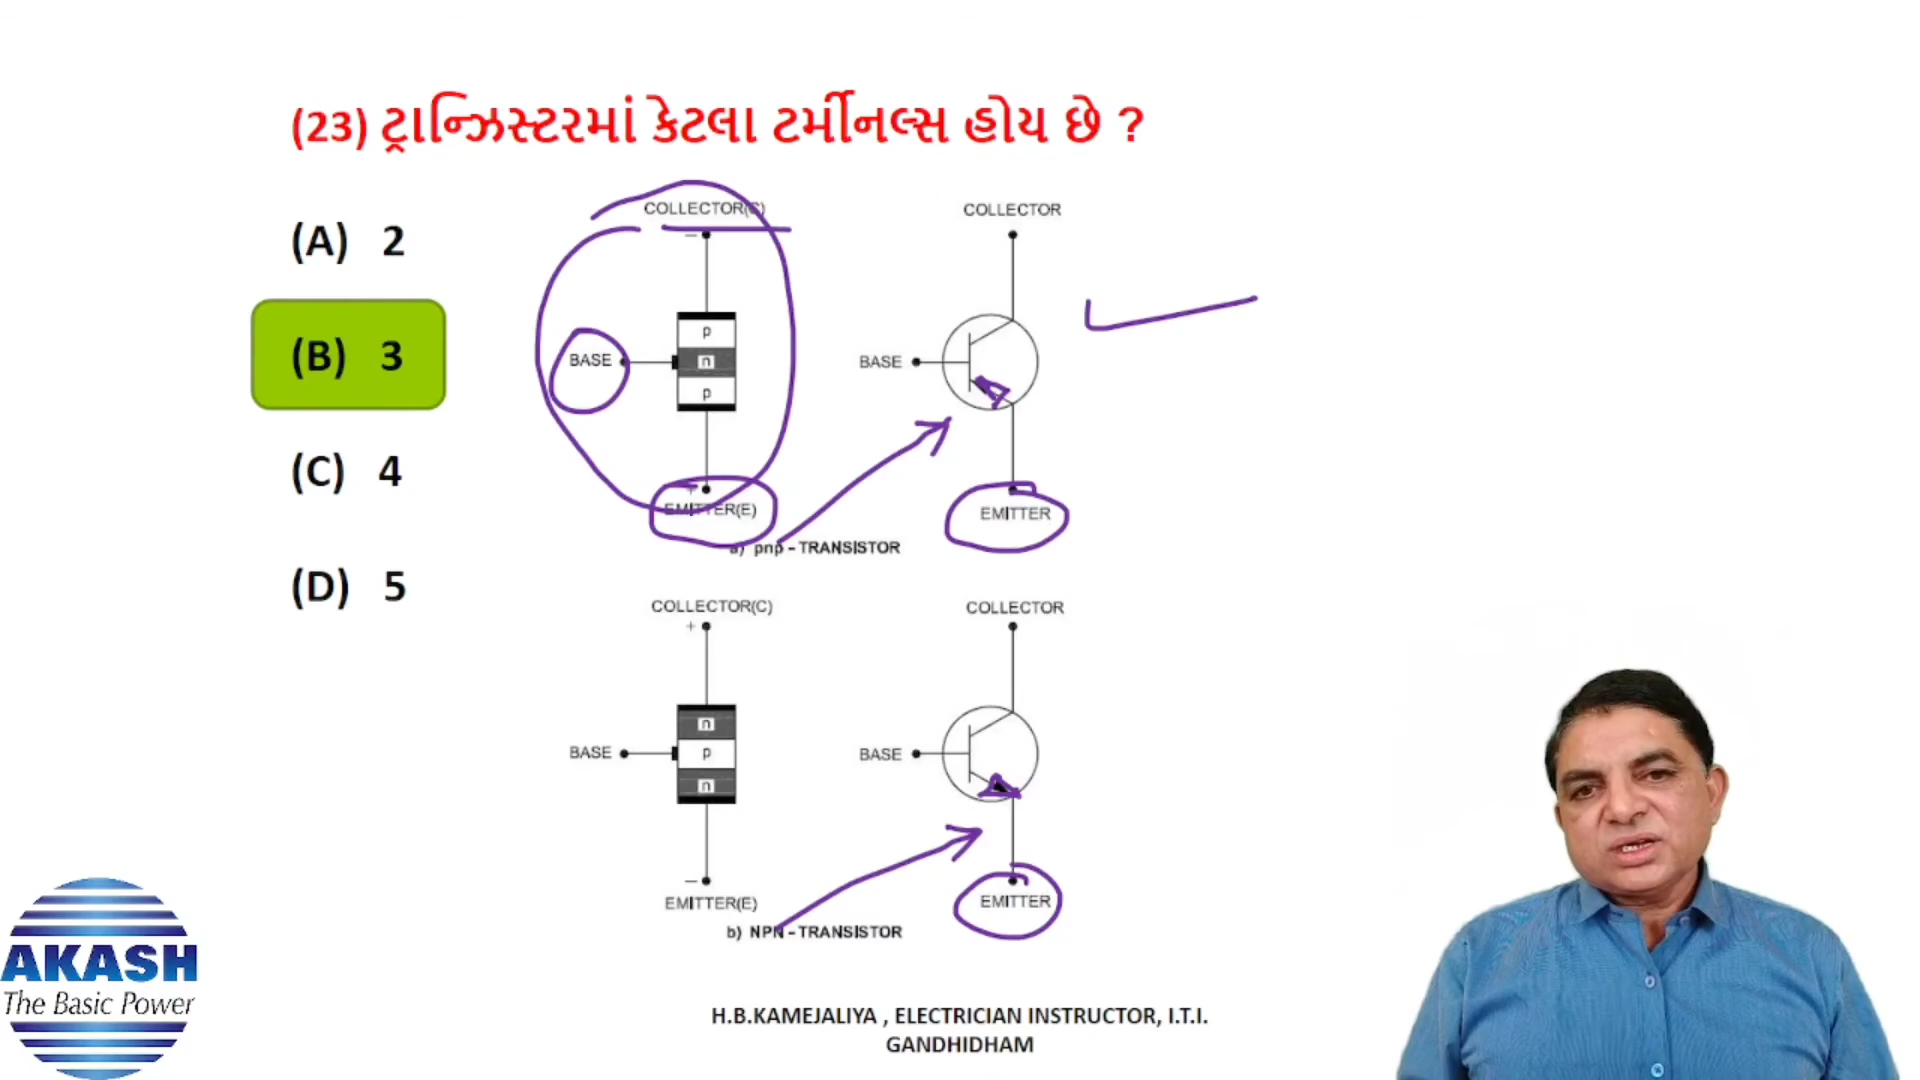 (23) ટ્રાન્ઝિસ્ટરમાં કેટલા ટર્મીનલ્સ હોય છે ?
(A) 2
(B) 3
(C) 4
(D) 5
COLLECTOR(C)
–
BASE
p
n
p
+
EMITTER(E)
COLLECTOR
BASE
EMITTER
a) pnp - TRANSISTOR
COLLECTOR(C)
+
BASE
n
p
n
–
EMITTER(E)
COLLECTOR
BASE
EMITTER
b) NPN - TRANSISTOR
AKASH
The Basic Power
H.B.KAMEJALIYA , ELECTRICIAN INSTRUCTOR, I.T.I.
GANDHIDHAM